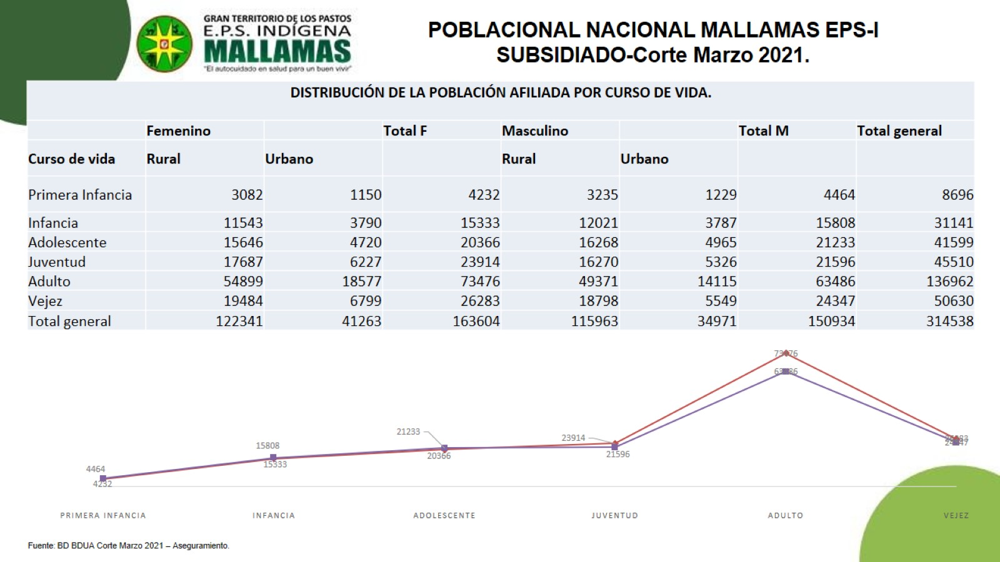 GRAN TERRITORIO DE LOS PASTOS
E.P.S. INDÍGENA
MALLAMAS
"El autocuidado en salud para un buen vivir"
POBLACIONAL NACIONAL MALLAMAS EPS-I
SUBSIDIADO-Corte Marzo 2021.
DISTRIBUCIÓN DE LA POBLACIÓN AFILIADA POR CURSO DE VIDA.
Femenino Total F Masculino Total M Total general
Curso de vida Rural Urbano Rural Urbano
Primera Infancia 3082 1150 4232 3235 1229 4464 8696
Infancia 11543 3790 15333 12021 3787 15808 31141
Adolescente 15646 4720 20366 16268 4965 21233 41599
Juventud 17687 6227 23914 16270 5326 21596 45510
Adulto 54899 18577 73476 49371 14115 63486 136962
Vejez 19484 6799 26283 18798 5549 24347 50630
Total general 122341 41263 163604 115963 34971 150934 314538
73476
63486
21233
23914
26283
24347
15808
20366
21596
15333
4464
4232
PRIMERA INFANCIA INFANCIA ADOLESCENTE JUVENTUD ADULTO VEJEZ
Fuente: BD BDUA Corte Marzo 2021 – Aseguramiento.